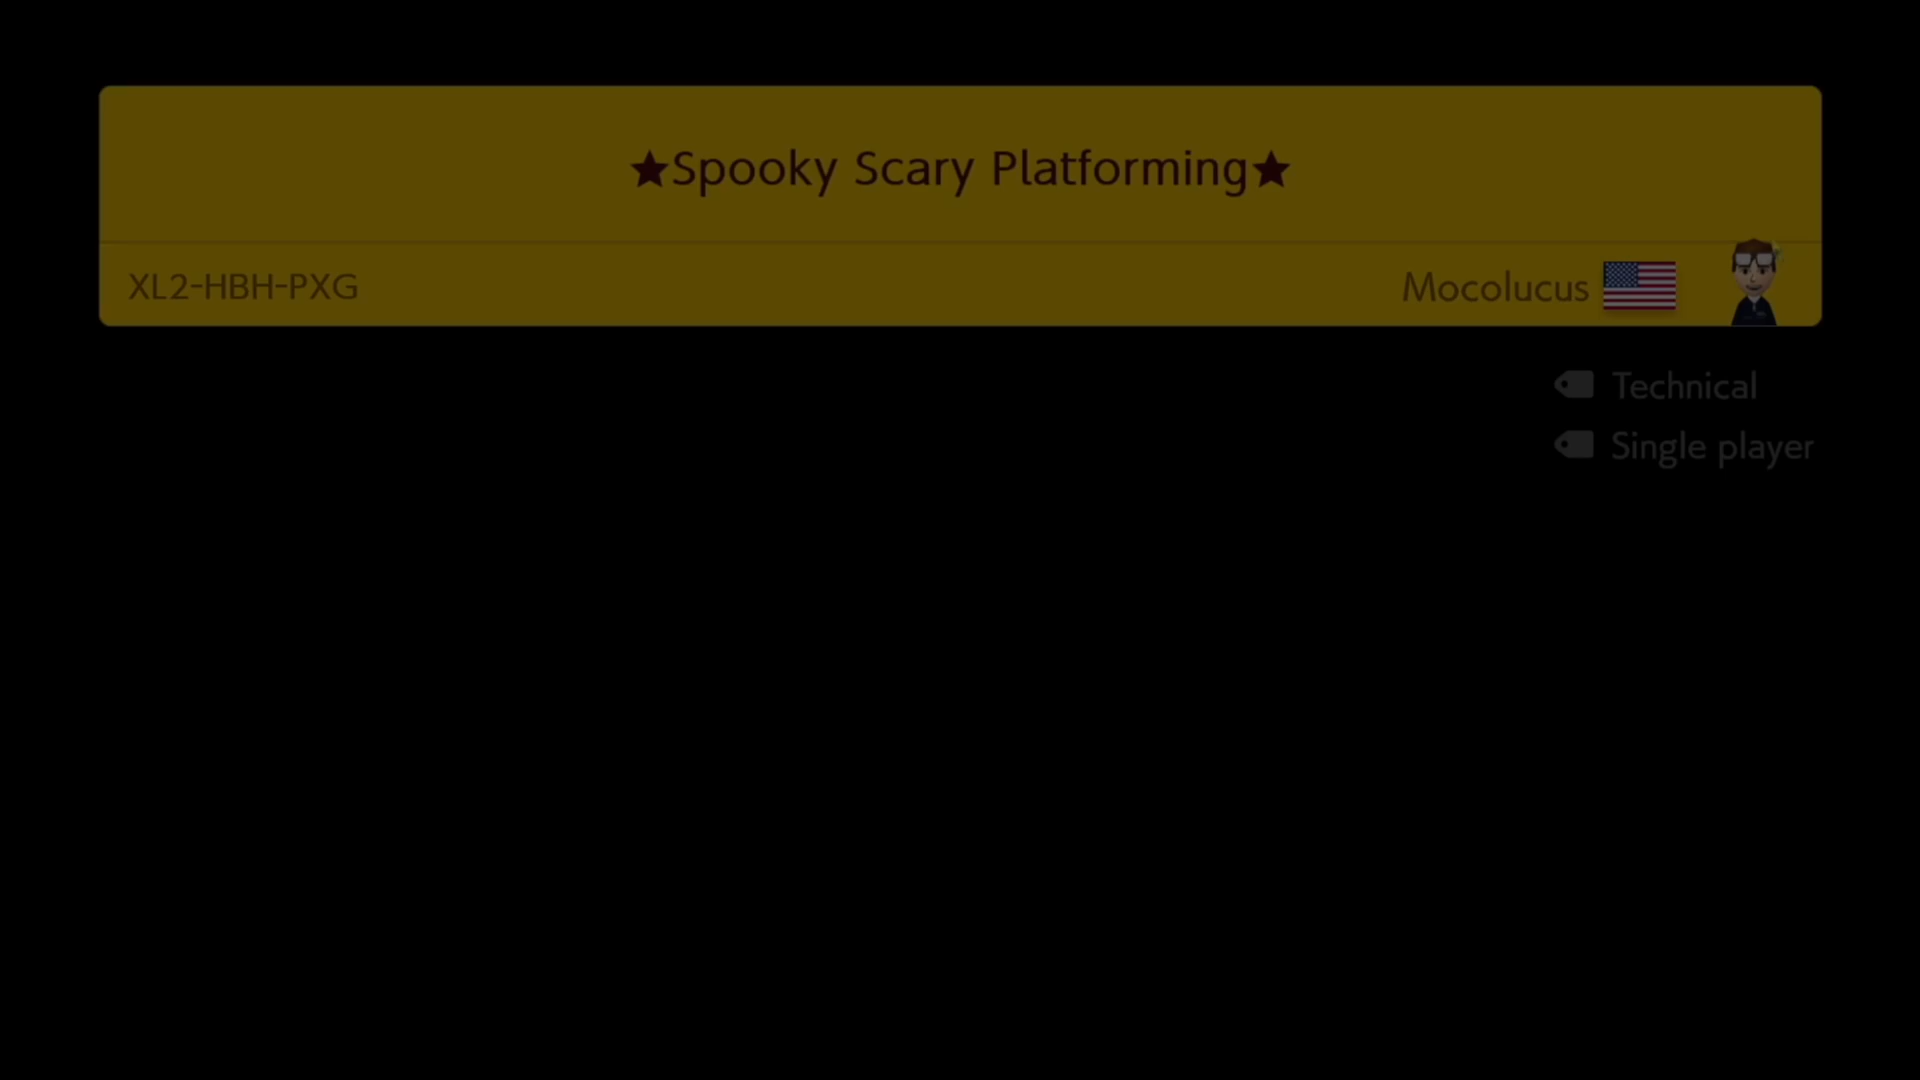 ★Spooky Scary Platforming★
XL2-HBH-PXG
Mocolucus
Technical
Single player